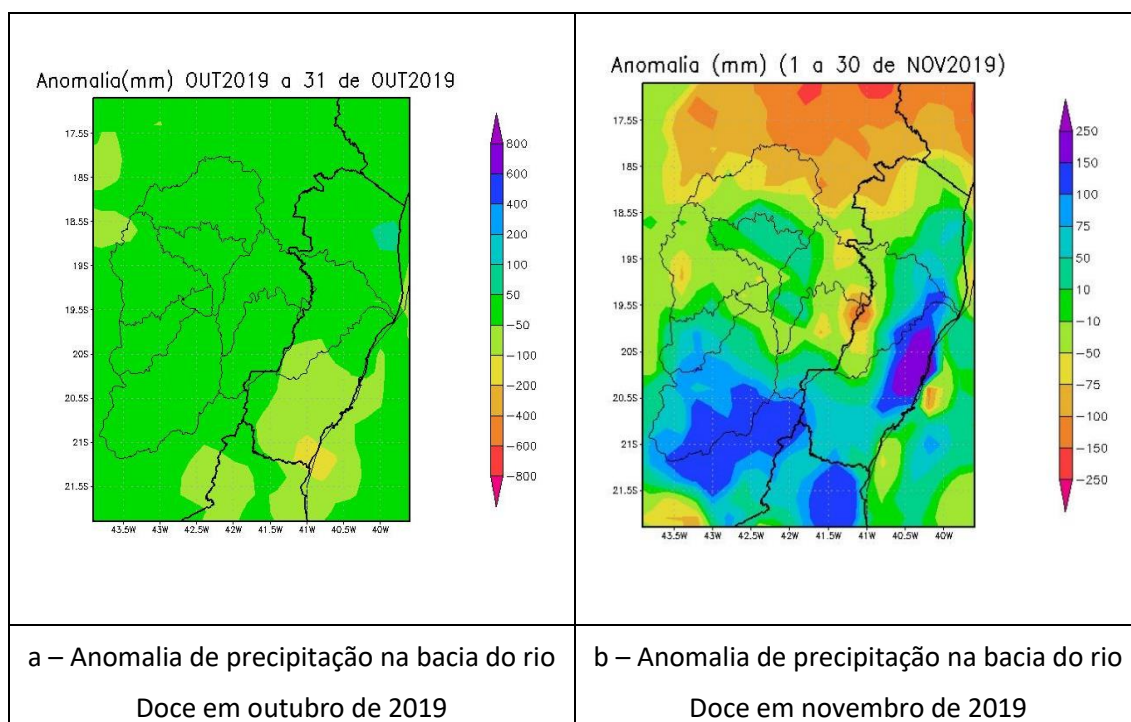 Anomalia(mm) OUT2019 a 31 de OUT2019
17.5S
18S
18.5S
19S
19.5S
20S
20.5S
21S
21.5S
43.5W 43W 42.5W 42W 41.5W 41W 40.5W 40W
800
600
400
200
100
50
−50
−100
−200
−400
−600
−800
Anomalia (mm) (1 a 30 de NOV2019)
17.5S
18S
18.5S
19S
19.5S
20S
20.5S
21S
21.5S
43.5W 43W 42.5W 42W 41.5W 41W 40.5W 40W
250
150
100
75
50
10
−10
−50
−75
−100
−150
−250
a – Anomalia de precipitação na bacia do rio
Doce em outubro de 2019
b – Anomalia de precipitação na bacia do rio
Doce em novembro de 2019